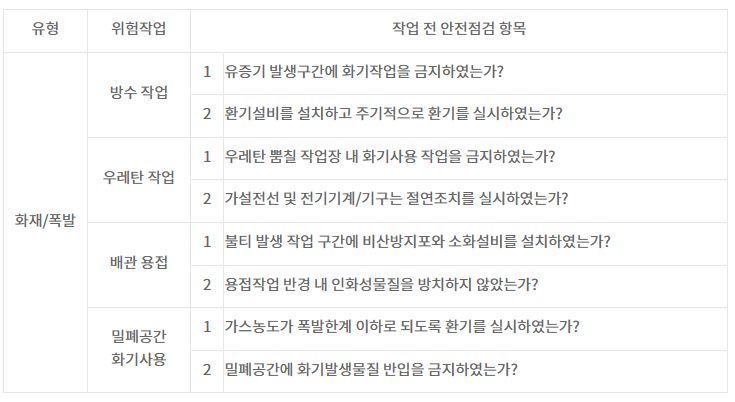 유형 위험작업 작업 전 안전점검 항목
화재/폭발
방수 작업
1 유증기 발생구간에 화기작업을 금지하였는가?
2 환기설비를 설치하고 주기적으로 환기를 실시하였는가?
우레탄 작업
1 우레탄 뿜칠 작업장 내 화기사용 작업을 금지하였는가?
2 가설전선 및 전기기계/기구는 절연조치를 실시하였는가?
배관 용접
1 불티 발생 작업 구간에 비산방지포와 소화설비를 설치하였는가?
2 용접작업 반경 내 인화성물질을 방치하지 않았는가?
밀폐공간
화기사용
1 가스농도가 폭발한계 이하로 되도록 환기를 실시하였는가?
2 밀폐공간에 화기발생물질 반입을 금지하였는가?